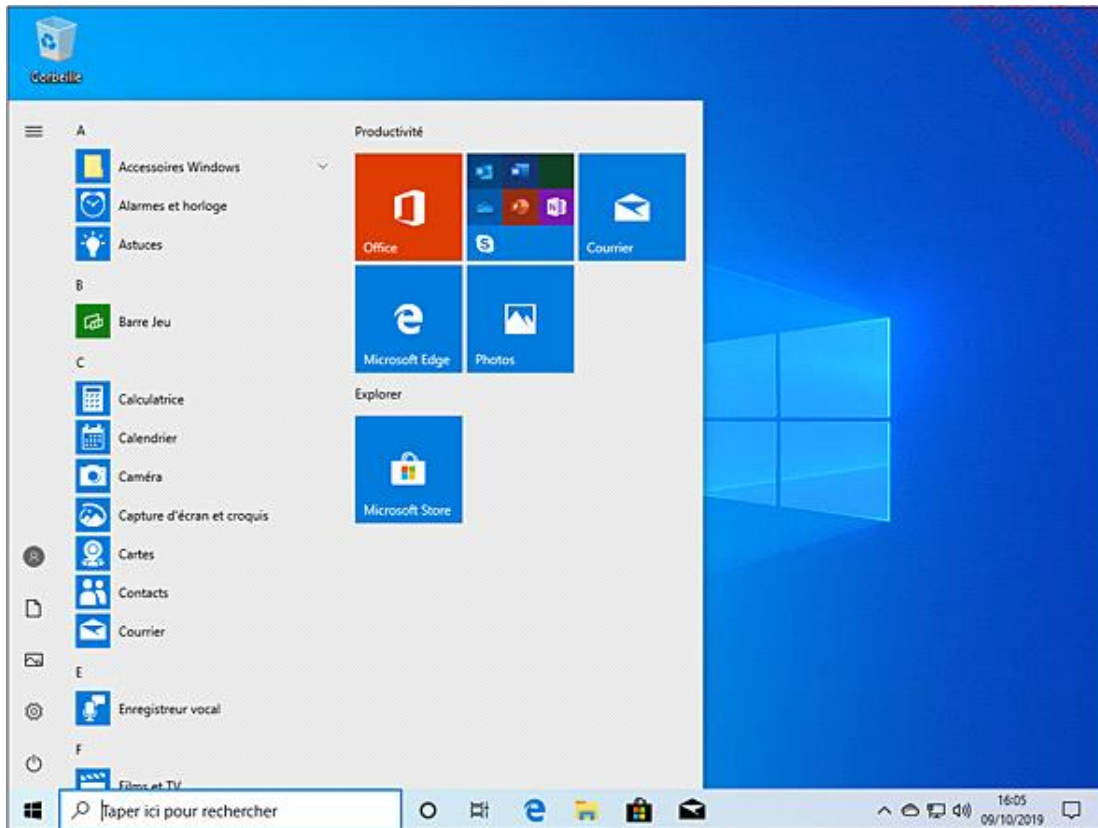 Corbeille
A
Accessoires Windows
Alarmes et horloge
Astuces
B
Barre Jeu
C
Calculatrice
Calendrier
Caméra
Capture d'écran et croquis
Cartes
Contacts
Courrier
E
Enregistreur vocal
F
Films et TV
Productivité
Office
Courrier
Microsoft Edge
Photos
Explorer
Microsoft Store
Taper ici pour rechercher
16:05
09/10/2019